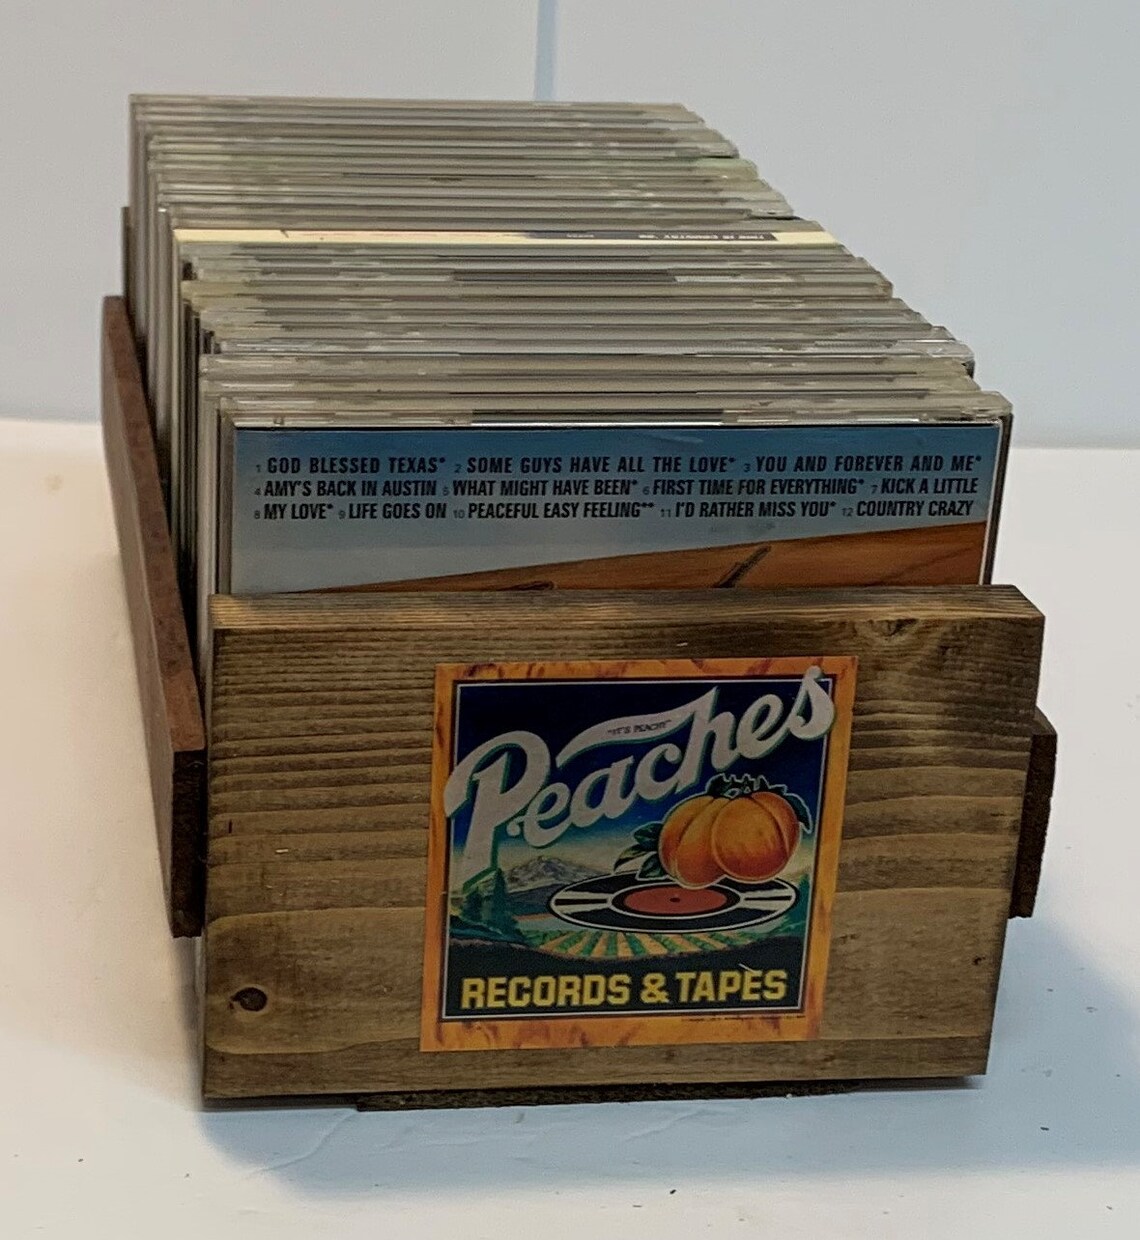 1 GOD BLESSED TEXAS* 2 SOME GUYS HAVE ALL THE LOVE* 3 YOU AND FOREVER AND ME*
4 AMY'S BACK IN AUSTIN 5 WHAT MIGHT HAVE BEEN* 6 FIRST TIME FOR EVERYTHING* 7 KICK A LITTLE
8 MY LOVE* 9 LIFE GOES ON 10 PEACEFUL EASY FEELING** 11 I'D RATHER MISS YOU* 12 COUNTRY CRAZY
"IT'S PEACHY"
Peaches
RECORDS & TAPES